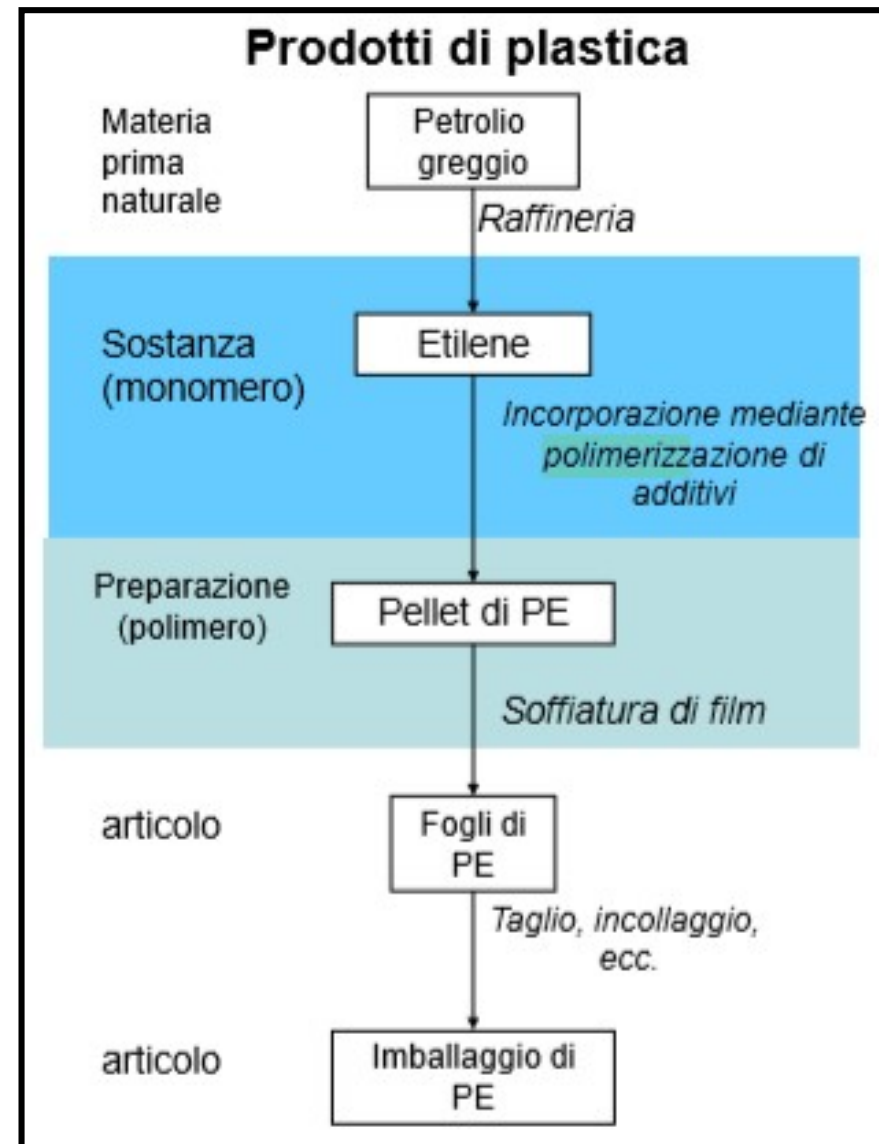 Prodotti di plastica
Materia
prima
naturale
Petrolio
greggio
Raffineria
Sostanza
(monomero)
Etilene
Incorporazione mediante
polimerizzazione di
additivi
Preparazione
(polimero)
Pellet di PE
Soffiatura di film
articolo
Fogli di
PE
Taglio, incollaggio,
ecc.
articolo
Imballaggio di
PE